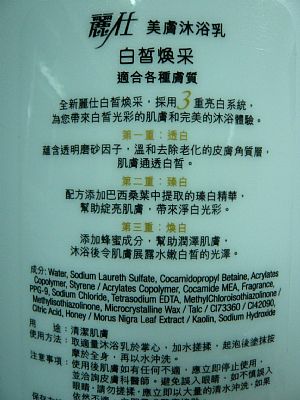 麗仕 美膚沐浴乳
白皙煥采
適合各種膚質
全新麗仕白皙煥采，採用3重亮白系統，
為您帶來白皙光彩的肌膚和完美的沐浴體驗。
第一重：透白
蘊含透明磨砂因子，溫和去除老化的皮膚角質層，
肌膚通透白皙。
第二重：臻白
配方添加巴西桑葉中提取的臻白精華，
幫助綻亮肌膚，帶來淨白光彩。
第三重：煥白
添加蜂蜜成分，幫助潤澤肌膚，
沐浴後令肌膚展露水嫩白皙的光澤。
成分: Water, Sodium Laureth Sulfate, Cocamidopropyl Betaine, Acrylates
Copolymer, Styrene / Acrylates Copolymer, Cocamide MEA, Fragrance,
PPG-9, Sodium Chloride, Tetrasodium EDTA, MethylChloroisothiazolinone /
Methylisothiazolinone, Microcrystalline Wax / Talc / CI73360 / CI42090,
Citric Acid, Honey / Morus Nigra Leaf Extract / Kaolin, Sodium Hydroxide
用 途：清潔肌膚
使用方法：取適量沐浴乳於掌心，加水搓揉，起泡後塗抹按
摩於全身，再以水沖洗。
注意事項：使用後肌膚如有任何不適，應立即停止使用，
並洽詢皮膚科醫師。避免誤入眼睛，如不慎誤入
眼睛，請勿搓揉，應立即以大量的清水沖洗，如果